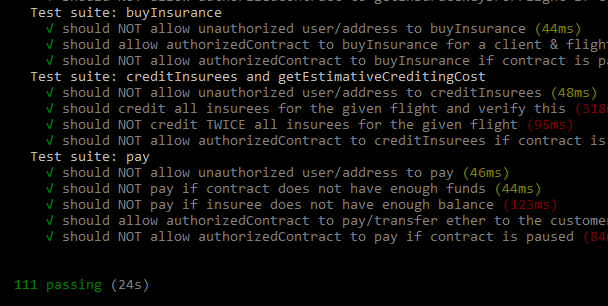 Test suite: buyInsurance
√ should NOT allow unauthorized user/address to buyInsurance (44ms)
√ should allow authorizedContract to buyInsurance for a client & flight
√ should NOT allow authorizedContract to buyInsurance if contract is pa
Test suite: creditInsurees and getEstimativeCreditingCost
√ should NOT allow unauthorized user/address to creditInsurees (48ms)
√ should credit all insurees for the given flight and verify this (318
√ should NOT credit TWICE all insurees for the given flight (95ms)
√ should NOT allow authorizedContract to creditInsurees if contract is
Test suite: pay
√ should NOT allow unauthorized user/address to pay (46ms)
√ should NOT pay if contract does not have enough funds (44ms)
√ should NOT pay if insuree does not have enough balance (123ms)
√ should allow authorizedContract to pay/transfer ether to the custome
√ should NOT allow authorizedContract to pay if contract is paused (84
111 passing (24s)